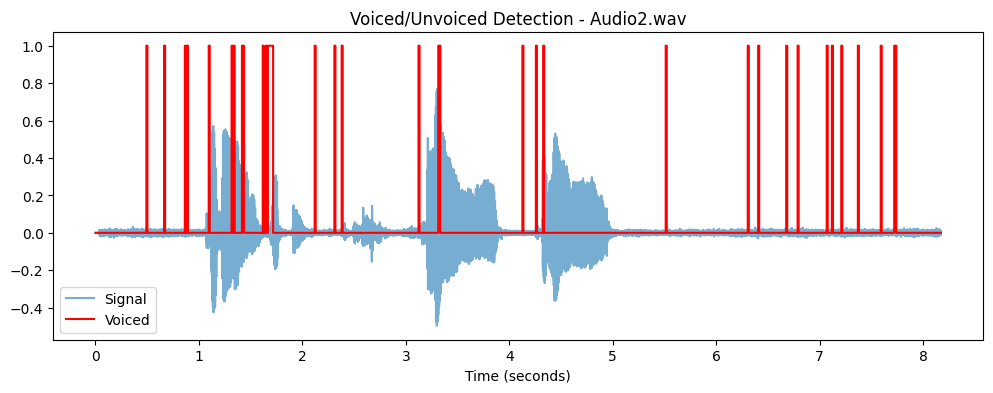 Voiced/Unvoiced Detection - Audio2.wav
1.0
0.8
0.6
0.4
0.2
0.0
−0.2
−0.4
Signal
Voiced
0 1 2 3 4 5 6 7 8
Time (seconds)